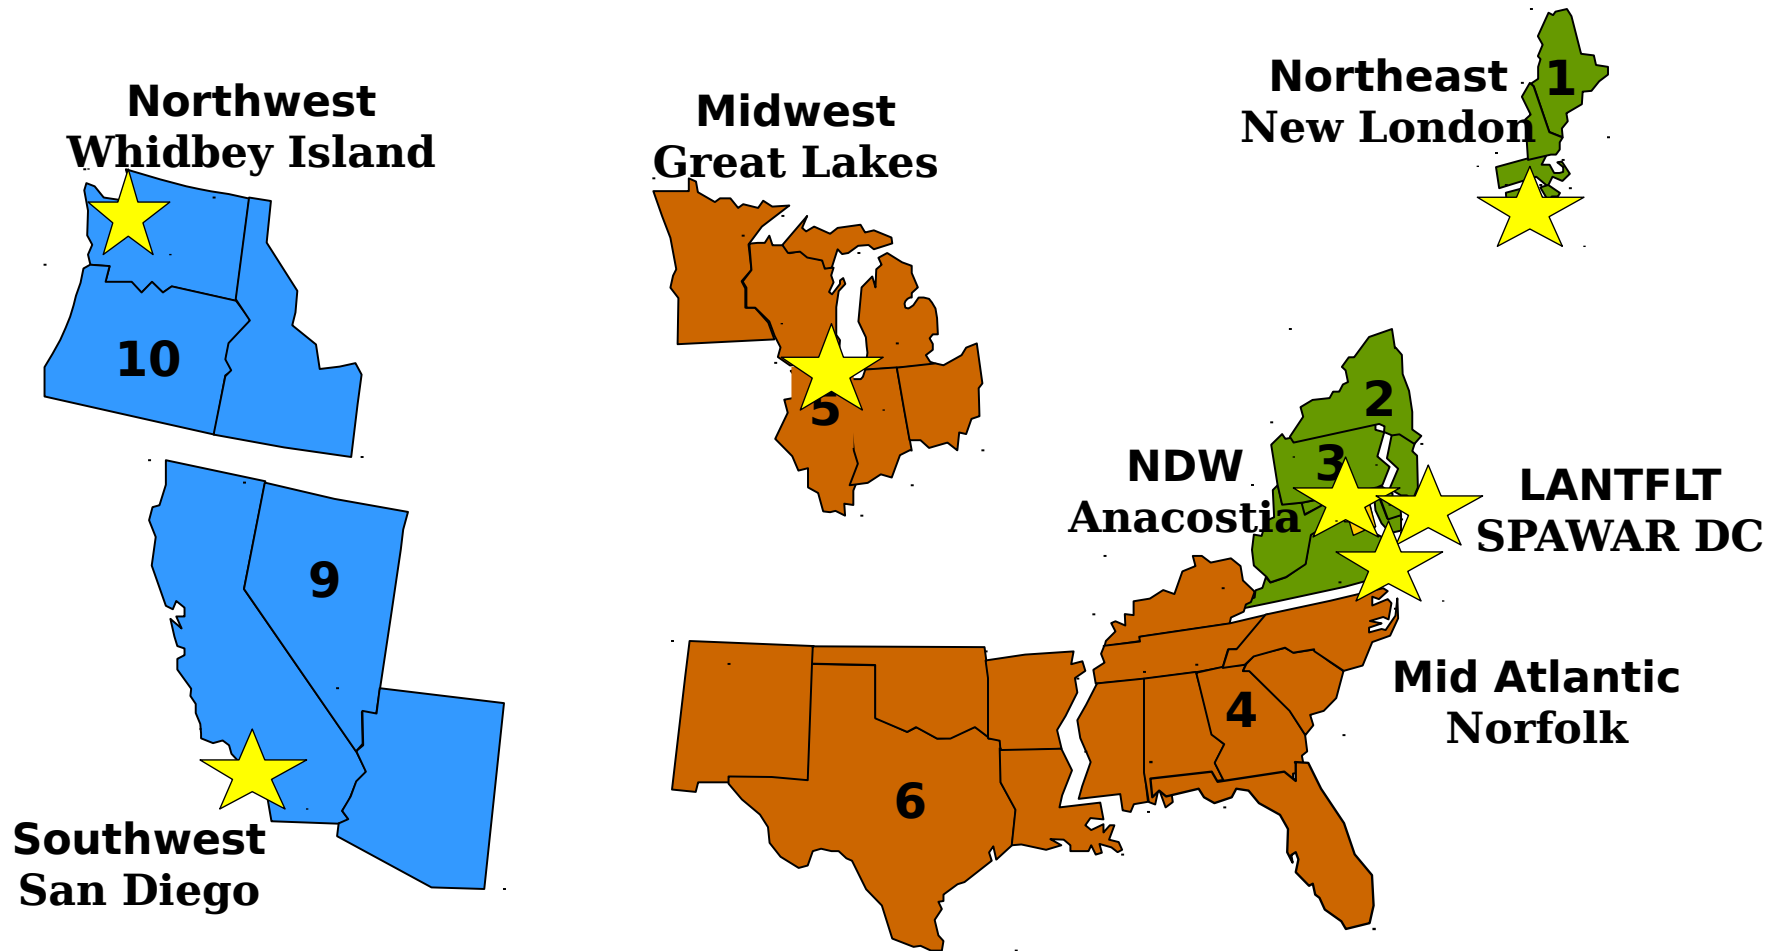 Northwest
Whidbey Island
10
Midwest
Great Lakes
5
Northeast
New London
1
2
3
NDW
Anacostia
LANTFLT
SPAWAR DC
9
4
Mid Atlantic
Norfolk
6
Southwest
San Diego